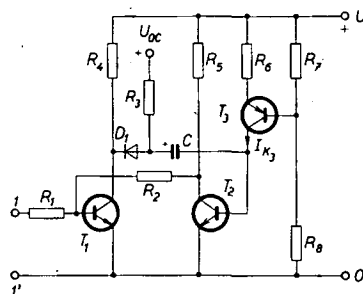 U
+
U_oc
+
R_4
R_3
R_5
R_6
R_7
T_3
D_1
+
C
I_K3
R_2
1
R_1
T_1
T_2
R_8
1'
0